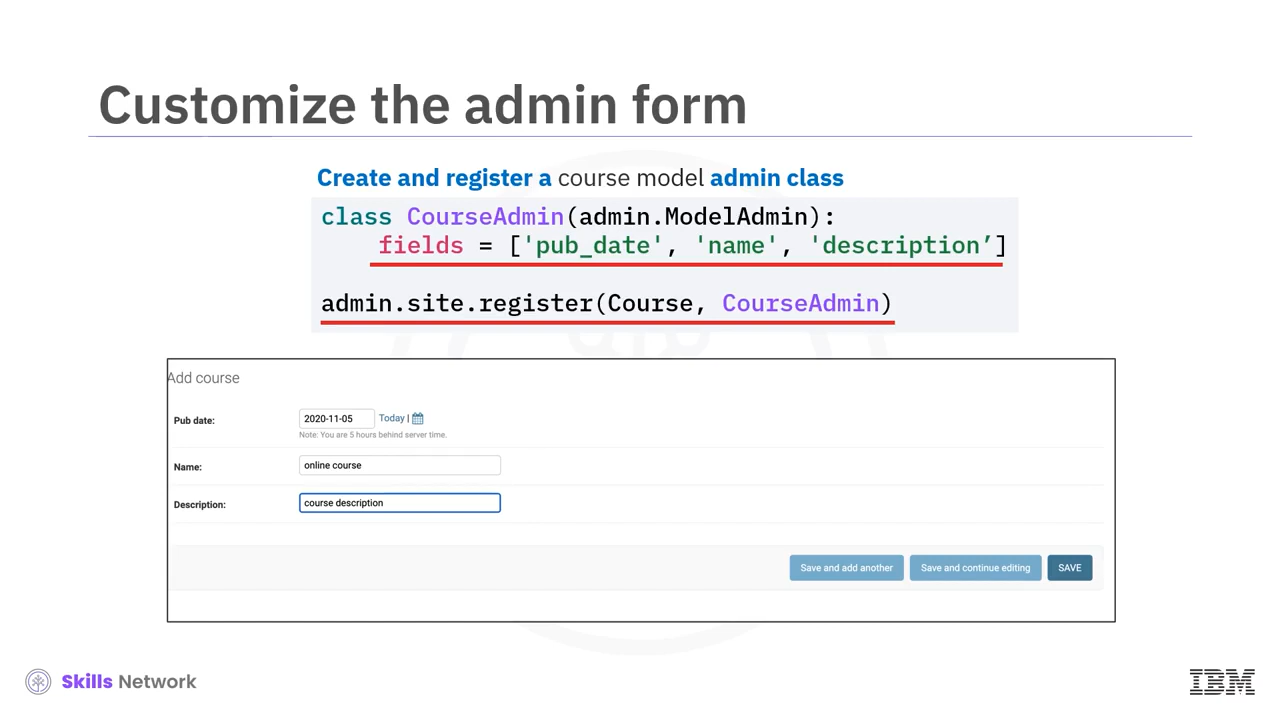 Customize the admin form
Create and register a course model admin class
class CourseAdmin(admin.ModelAdmin):
    fields = ['pub_date', 'name', 'description’]
admin.site.register(Course, CourseAdmin)
Add course
Pub date:
2020-11-05 Today |
Note: You are 5 hours behind server time.
Name:
online course
Description:
course description
Save and add another Save and continue editing SAVE
Skills Network
IBM